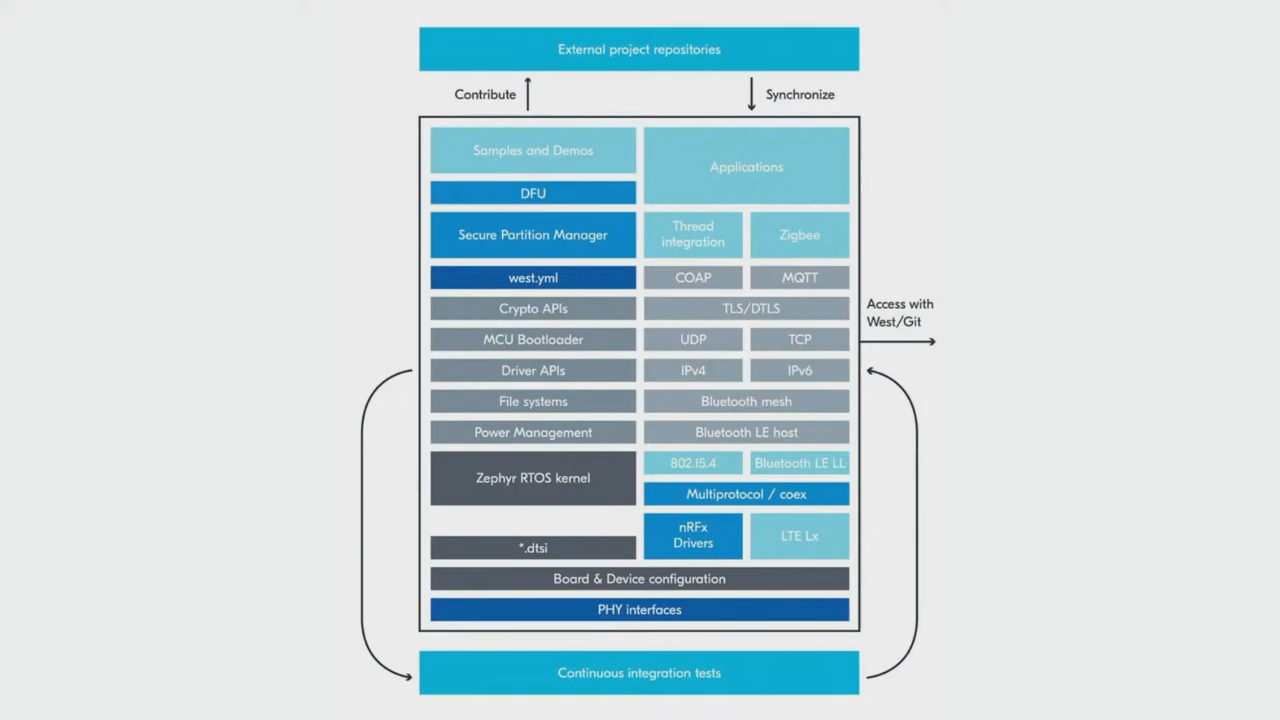 External project repositories
Contribute
Synchronize
Samples and Demos
Applications
DFU
Secure Partition Manager
Thread
integration
Zigbee
west.yml
COAP
MQTT
Crypto APIs
TLS/DTLS
Access with
West/Git
MCU Bootloader
UDP
TCP
Driver APIs
IPv4
IPv6
File systems
Bluetooth mesh
Power Management
Bluetooth LE host
Zephyr RTOS kernel
802.15.4
Bluetooth LE LL
Multiprotocol / coex
nRFx
Drivers
LTE Lx
*.dtsi
Board & Device configuration
PHY interfaces
Continuous integration tests